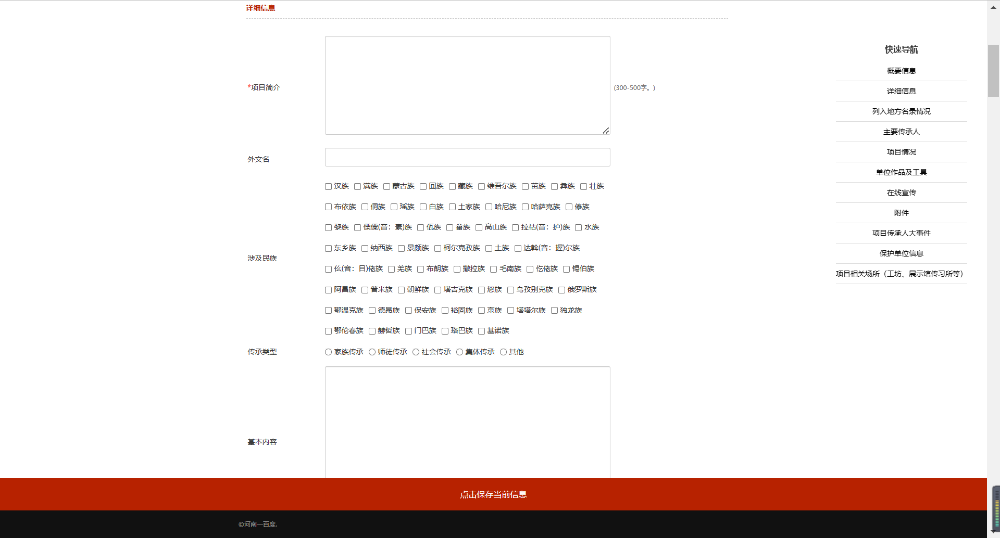 详细信息
*项目简介
(300-500字。)
外文名
涉及民族
汉族 满族 蒙古族 回族 藏族 维吾尔族 苗族 彝族 壮族
布依族 侗族 瑶族 白族 土家族 哈尼族 哈萨克族 傣族
黎族 傈僳(音：素)族 佤族 畲族 高山族 拉祜(音：护)族 水族
东乡族 纳西族 景颇族 柯尔克孜族 土族 达斡(音：握)尔族
仫(音：目)佬族 羌族 布朗族 撒拉族 毛南族 仡佬族 锡伯族
阿昌族 普米族 朝鲜族 塔吉克族 怒族 乌孜别克族 俄罗斯族
鄂温克族 德昂族 保安族 裕固族 京族 塔塔尔族 独龙族
鄂伦春族 赫哲族 门巴族 珞巴族 基诺族
传承类型
家族传承 师徒传承 社会传承 集体传承 其他
基本内容
快速导航
概要信息
详细信息
列入地方名录情况
主要传承人
项目情况
单位作品及工具
在线宣传
附件
项目传承人大事件
保护单位信息
项目相关场所（工坊、展示馆传习所等）
点击保存当前信息
©河南一百度.